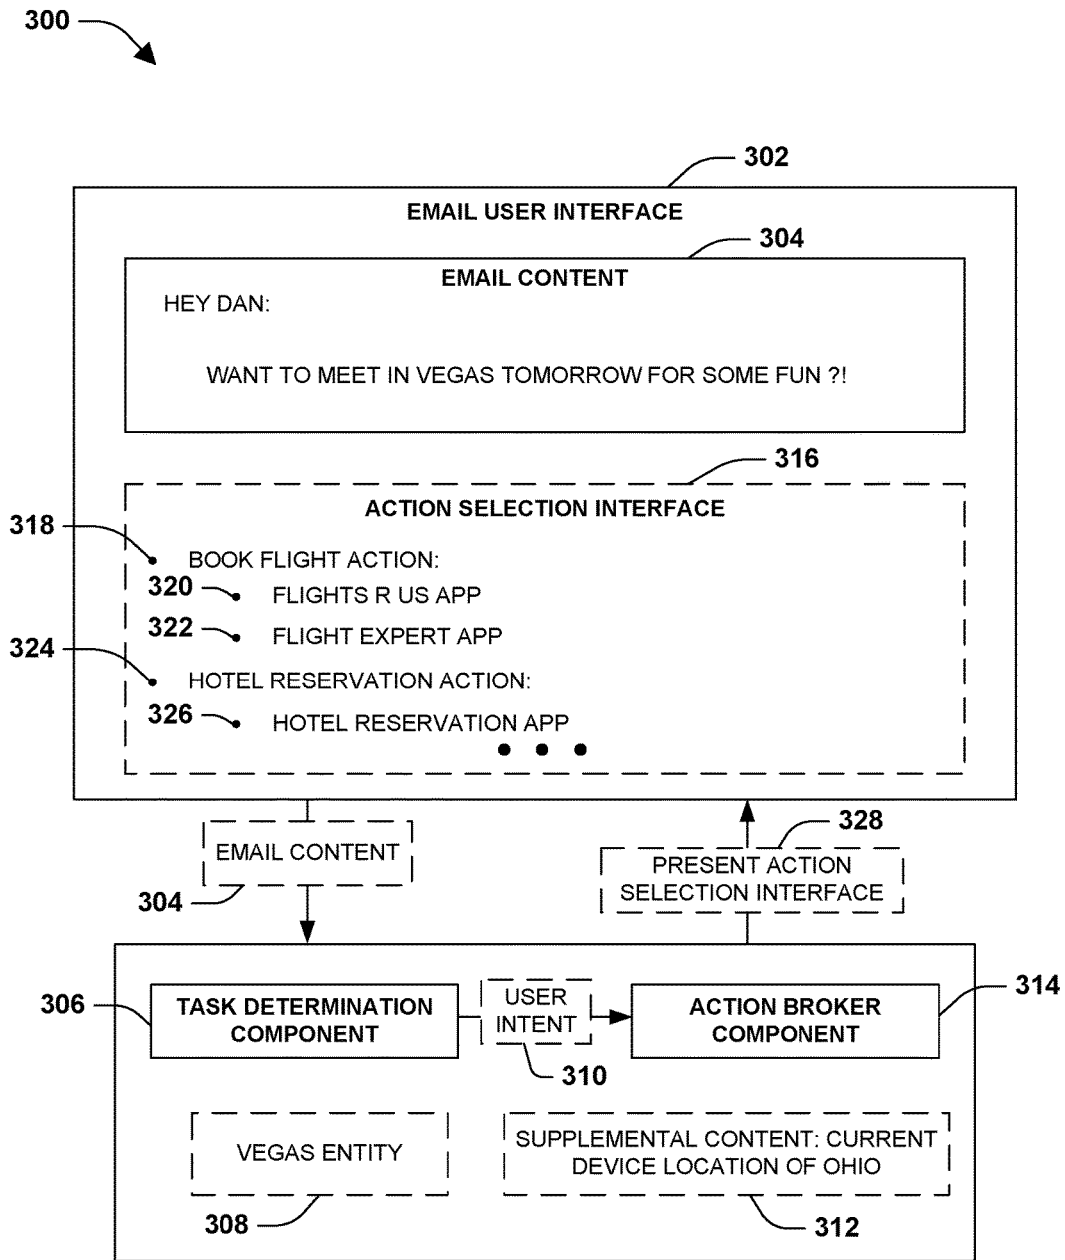 300
302
EMAIL USER INTERFACE
304
EMAIL CONTENT
HEY DAN:
WANT TO MEET IN VEGAS TOMORROW FOR SOME FUN ?!
316
ACTION SELECTION INTERFACE
318
BOOK FLIGHT ACTION:
320
FLIGHTS R US APP
322
FLIGHT EXPERT APP
324
HOTEL RESERVATION ACTION:
326
HOTEL RESERVATION APP
EMAIL CONTENT
304
328
PRESENT ACTION
SELECTION INTERFACE
306
TASK DETERMINATION
COMPONENT
USER
INTENT
310
ACTION BROKER
COMPONENT
314
VEGAS ENTITY
308
SUPPLEMENTAL CONTENT: CURRENT
DEVICE LOCATION OF OHIO
312